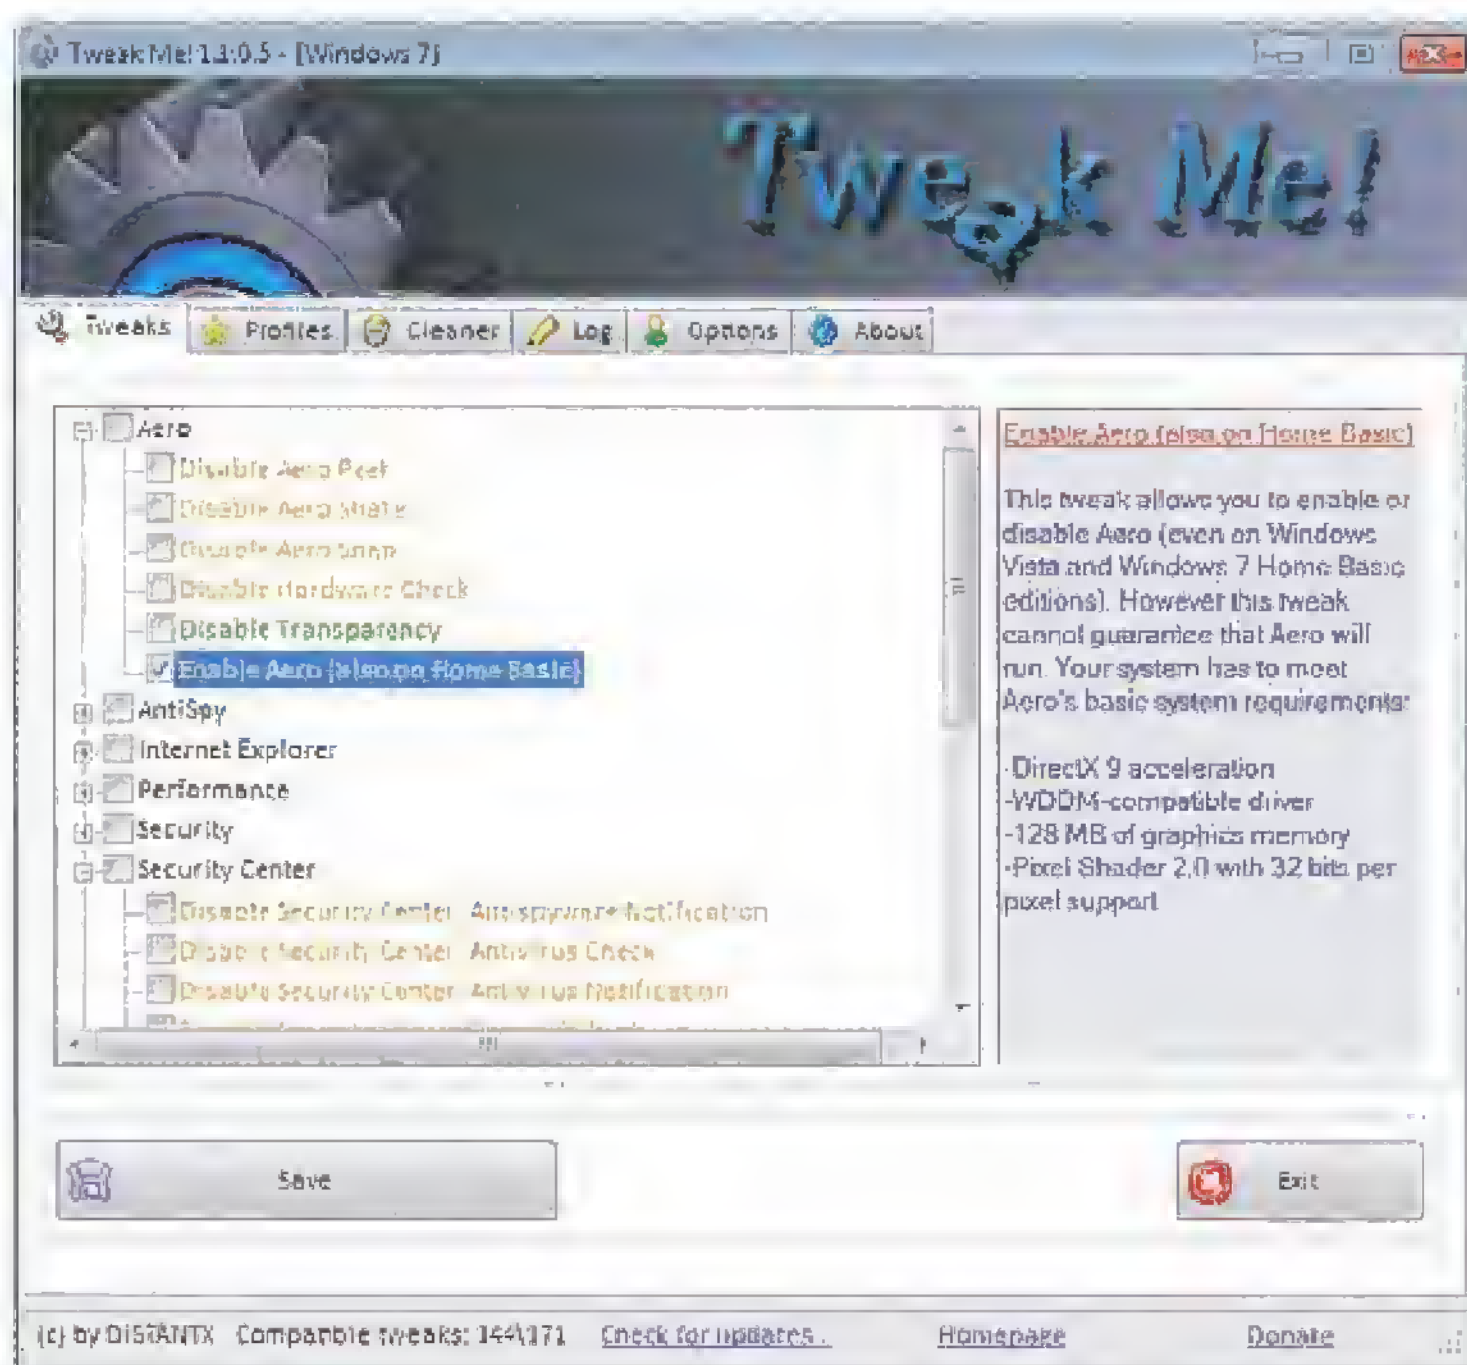 Tweak Me! 1.1.0.5 - [Windows 7]
Tweak Me!
Tweaks Profiles Cleaner Log Options About
Aero
Disable Aero Peek
Disable Aero Shake
Disable Aero Snap
Disable Hardware Check
Disable Transparency
Enable Aero (also on Home Basic)
AntiSpy
Internet Explorer
Performance
Security
Security Center
Disable Security Center Antispyware Notification
Disable Security Center Antivirus Check
Disable Security Center Antivirus Notification
Enable Aero (also on Home Basic)
This tweak allows you to enable or
disable Aero (even on Windows
Vista and Windows 7 Home Basic
editions). However this tweak
cannot guarantee that Aero will
run. Your system has to meet
Aero's basic system requirements:
-DirectX 9 acceleration
-WDDM-compatible driver
-128 MB of graphics memory
-Pixel Shader 2.0 with 32 bits per
pixel support
Save
Exit
(c) by DISTANTX Compatible tweaks: 144\171 Check for updates.. Homepage Donate